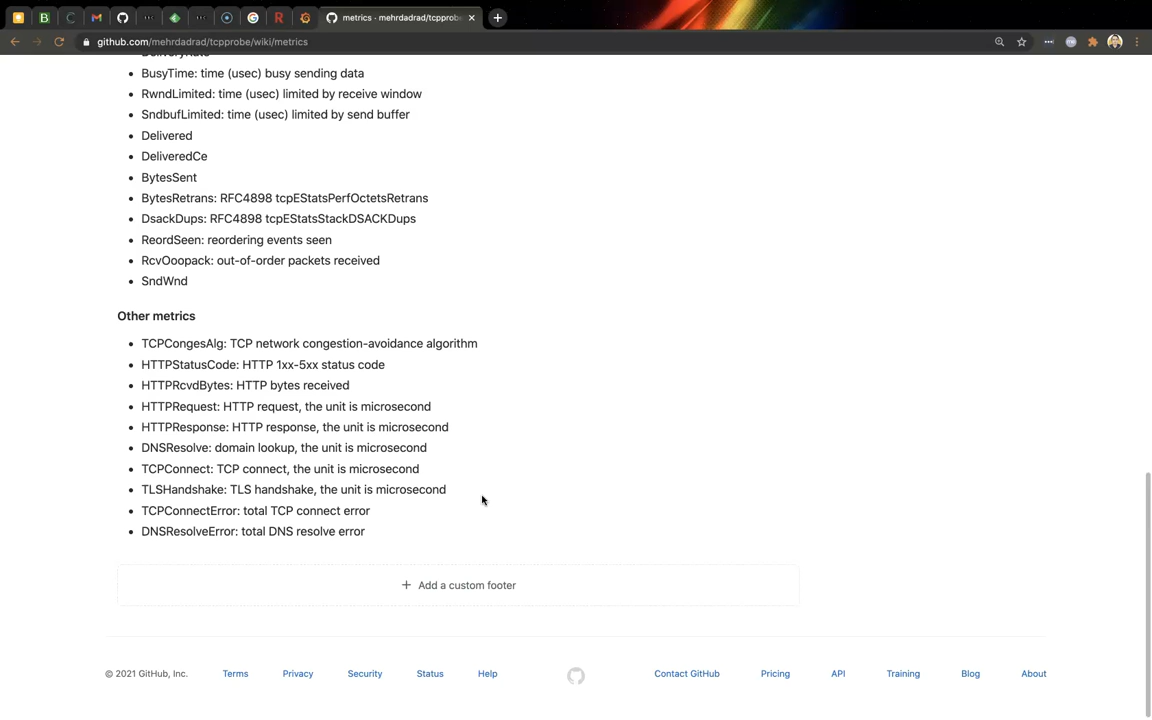 metrics · mehrdadrad/tcpprobe
github.com/mehrdadrad/tcpprobe/wiki/metrics
DeliveryRate
BusyTime: time (usec) busy sending data
RwndLimited: time (usec) limited by receive window
SndbufLimited: time (usec) limited by send buffer
Delivered
DeliveredCe
BytesSent
BytesRetrans: RFC4898 tcpEStatsPerfOctetsRetrans
DsackDups: RFC4898 tcpEStatsStackDSACKDups
ReordSeen: reordering events seen
RcvOoopack: out-of-order packets received
SndWnd
Other metrics
TCPCongesAlg: TCP network congestion-avoidance algorithm
HTTPStatusCode: HTTP 1xx-5xx status code
HTTPRcvdBytes: HTTP bytes received
HTTPRequest: HTTP request, the unit is microsecond
HTTPResponse: HTTP response, the unit is microsecond
DNSResolve: domain lookup, the unit is microsecond
TCPConnect: TCP connect, the unit is microsecond
TLSHandshake: TLS handshake, the unit is microsecond
TCPConnectError: total TCP connect error
DNSResolveError: total DNS resolve error
Add a custom footer
© 2021 GitHub, Inc. Terms Privacy Security Status Help Contact GitHub Pricing API Training Blog About